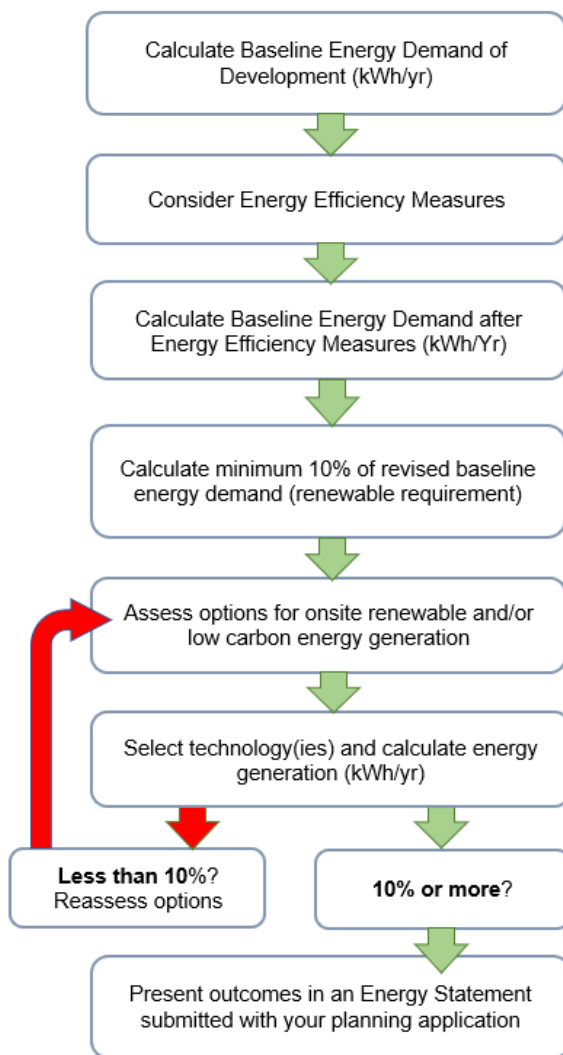 Calculate Baseline Energy Demand of
Development (kWh/yr)
Consider Energy Efficiency Measures
Calculate Baseline Energy Demand after
Energy Efficiency Measures (kWh/Yr)
Calculate minimum 10% of revised baseline
energy demand (renewable requirement)
Assess options for onsite renewable and/or
low carbon energy generation
Select technology(ies) and calculate energy
generation (kWh/yr)
Less than 10%?
Reassess options
10% or more?
Present outcomes in an Energy Statement
submitted with your planning application